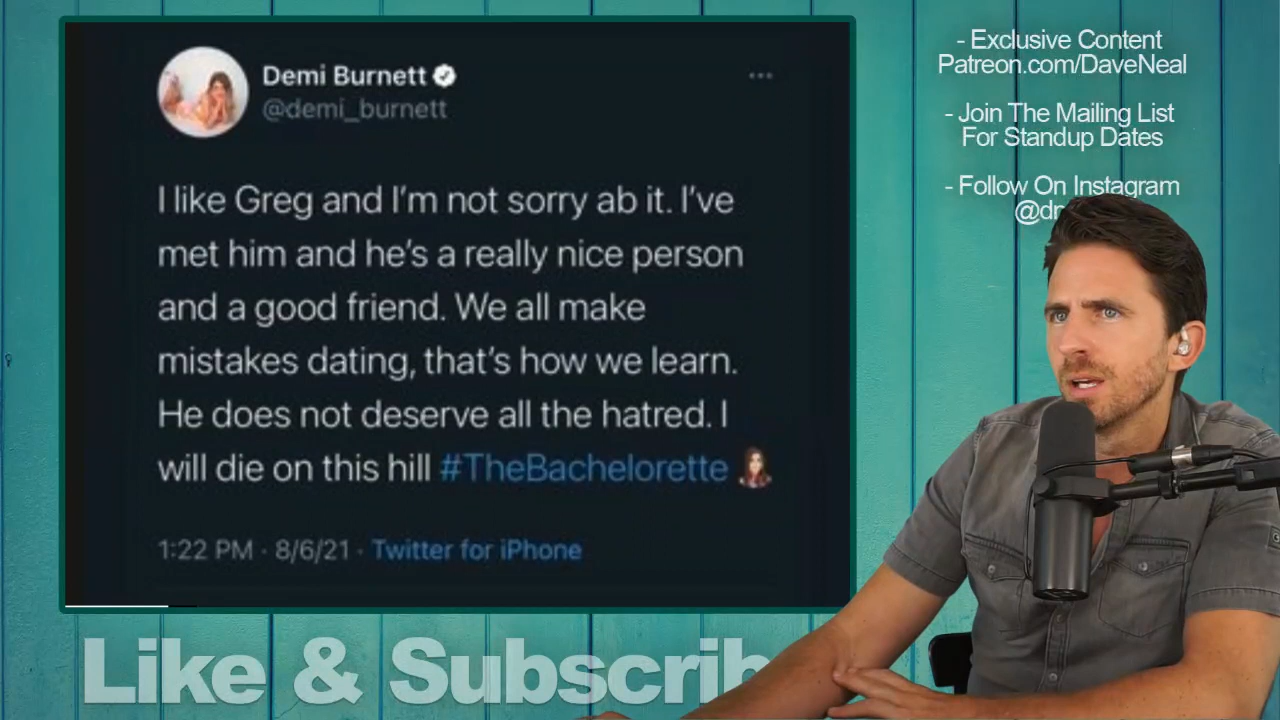 Demi Burnett
@demi_burnett
I like Greg and I'm not sorry ab it. I've
met him and he's a really nice person
and a good friend. We all make
mistakes dating, that's how we learn.
He does not deserve all the hatred. I
will die on this hill #TheBachelorette
1:22 PM · 8/6/21 · Twitter for iPhone
- Exclusive Content
Patreon.com/DaveNeal
- Join The Mailing List
For Standup Dates
- Follow On Instagram
Like & Subscrib